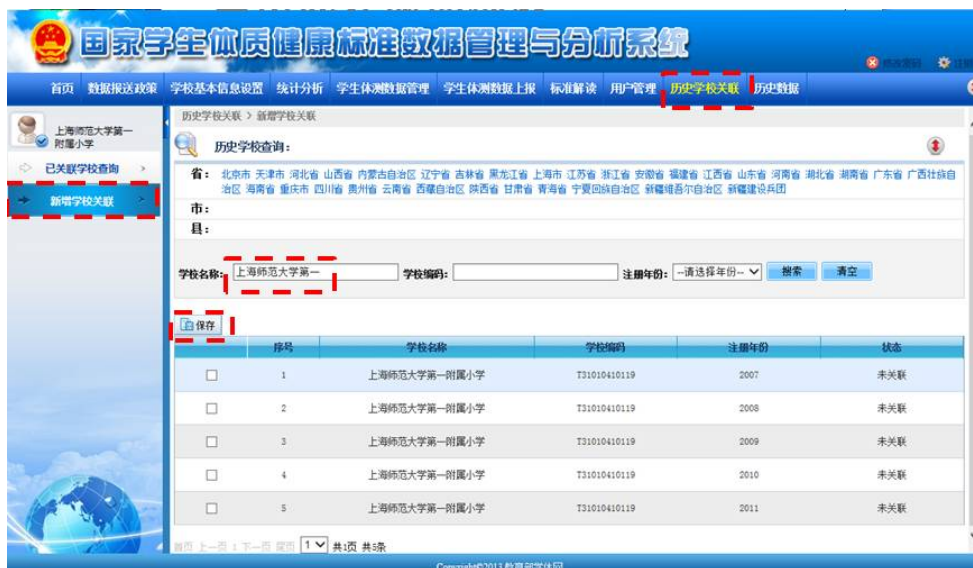 国家学生体质健康标准数据管理与分析系统
首页 数据报送政策 学校基本信息设置 统计分析 学生体测数据管理 学生体测数据上报 标准解读 用户管理 历史学校关联 历史数据
上海师范大学第一
附属小学
已关联学校查询 >
新增学校关联 >
历史学校关联 > 新增学校关联
历史学校查询:
省: 北京市 天津市 河北省 山西省 内蒙古自治区 辽宁省 吉林省 黑龙江省 上海市 江苏省 浙江省 安徽省 福建省 江西省 山东省 河南省 湖北省 湖南省 广东省 广西壮族自
治区 海南省 重庆市 四川省 贵州省 云南省 西藏自治区 陕西省 甘肃省 青海省 宁夏回族自治区 新疆维吾尔自治区 新疆建设兵团
市:
县:
学校名称: 上海师范大学第一 学校编码: 注册年份: --请选择年份-- 搜索 清空
保存
序号 学校名称 学校编码 注册年份 状态
1 上海师范大学第一附属小学 T31010410119 2007 未关联
2 上海师范大学第一附属小学 T31010410119 2008 未关联
3 上海师范大学第一附属小学 T31010410119 2009 未关联
4 上海师范大学第一附属小学 T31010410119 2010 未关联
5 上海师范大学第一附属小学 T31010410119 2011 未关联
首页 上一页 1 下一页 尾页 1 共1页 共5条
Copyright©2013 教育部学体网